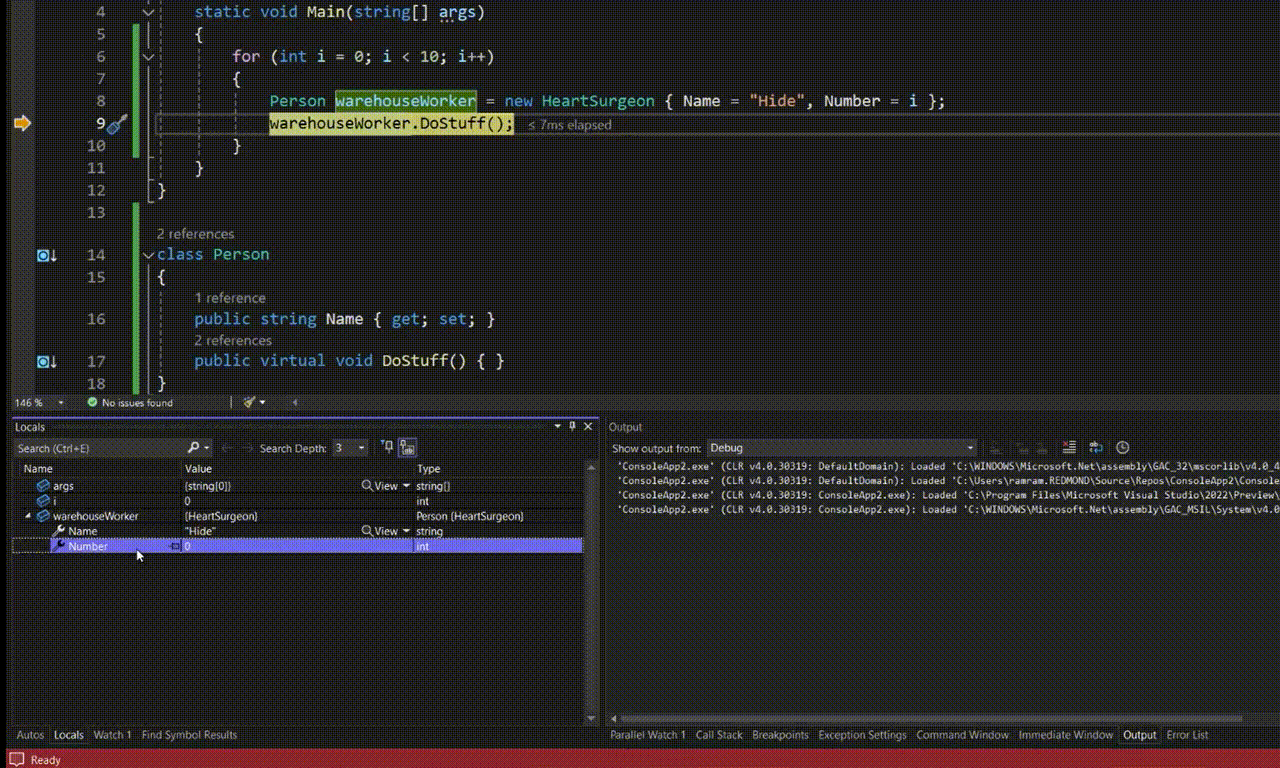 4 static void Main(string[] args)
5 {
6 for (int i = 0; i < 10; i++)
7 {
8 Person warehouseWorker = new HeartSurgeon { Name = "Hide", Number = i };
9 warehouseWorker.DoStuff(); ≤ 7ms elapsed
10 }
11 }
12 }
13
2 references
14 class Person
15 {
1 reference
16 public string Name { get; set; }
2 references
17 public virtual void DoStuff() { }
18 }
146 % No issues found
Locals
Search (Ctrl+E) Search Depth: 3
Name Value Type
args {string[0]} View string[]
i 0 int
warehouseWorker {HeartSurgeon} Person {HeartSurgeon}
Name "Hide" View string
Number 0 int
Autos Locals Watch 1 Find Symbol Results
Output
Show output from: Debug
'ConsoleApp2.exe' (CLR v4.0.30319: DefaultDomain): Loaded 'C:\WINDOWS\Microsoft.Net\assembly\GAC_32\mscorlib\v4.0_4
'ConsoleApp2.exe' (CLR v4.0.30319: DefaultDomain): Loaded 'C:\Users\ramram.REDMOND\Source\Repos\ConsoleApp2\Console
'ConsoleApp2.exe' (CLR v4.0.30319: ConsoleApp2.exe): Loaded 'C:\Program Files\Microsoft Visual Studio\2022\Preview\
'ConsoleApp2.exe' (CLR v4.0.30319: ConsoleApp2.exe): Loaded 'C:\WINDOWS\Microsoft.Net\assembly\GAC_MSIL\System\v4.0
Parallel Watch 1 Call Stack Breakpoints Exception Settings Command Window Immediate Window Output Error List
Ready